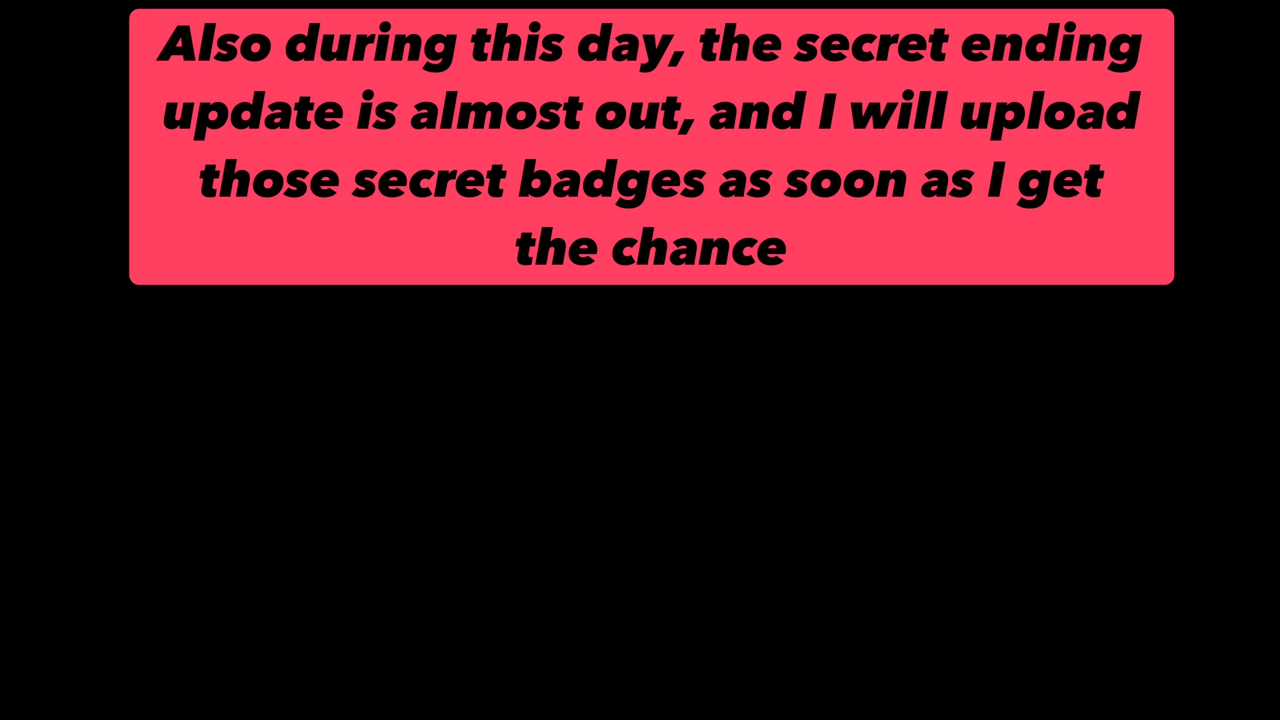 Also during this day, the secret ending
update is almost out, and I will upload
those secret badges as soon as I get
the chance